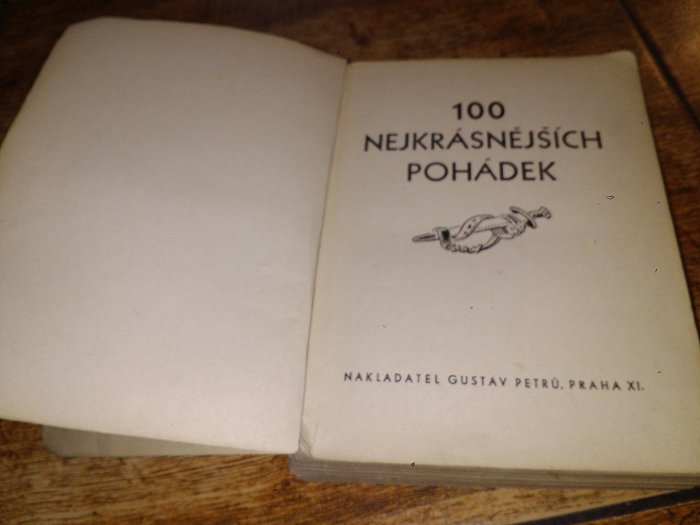 100
NEJKRÁSNĚJŠÍCH
POHÁDEK
NAKLADATEL GUSTAV PETRŮ, PRAHA XI.